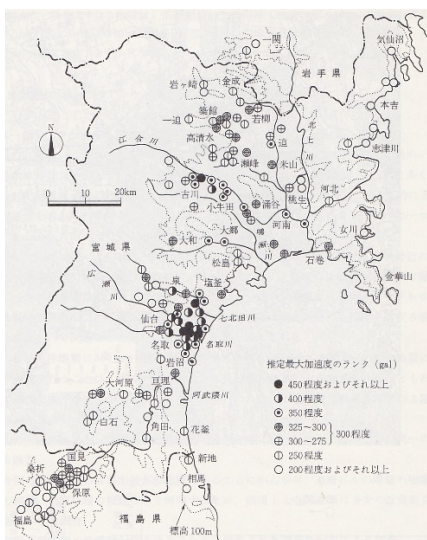 一関
気仙沼
岩手県
岩ヶ崎
金成
築館
一迫
若柳
本吉
高清水
迫
北上川
志津川
江合川
瀬峰
米山
N
0 10 20km
古川
涌谷
桃生
河北
小牛田
河南
女川
大和
大郷
鳴瀬川
石巻
宮城県
松島
金華山
広瀬川
泉
塩釜
仙台
七北田川
名取
名取川
岩沼
推定最大加速度のランク (gal)
450程度およびそれ以上
400程度
350程度
325~300
300~275
300程度
250程度
200程度およびそれ以上
大河原
亘理
阿武隈川
白石
角田
花釜
国見
桑折
新地
保原
相馬
福島
福島県
標高100m